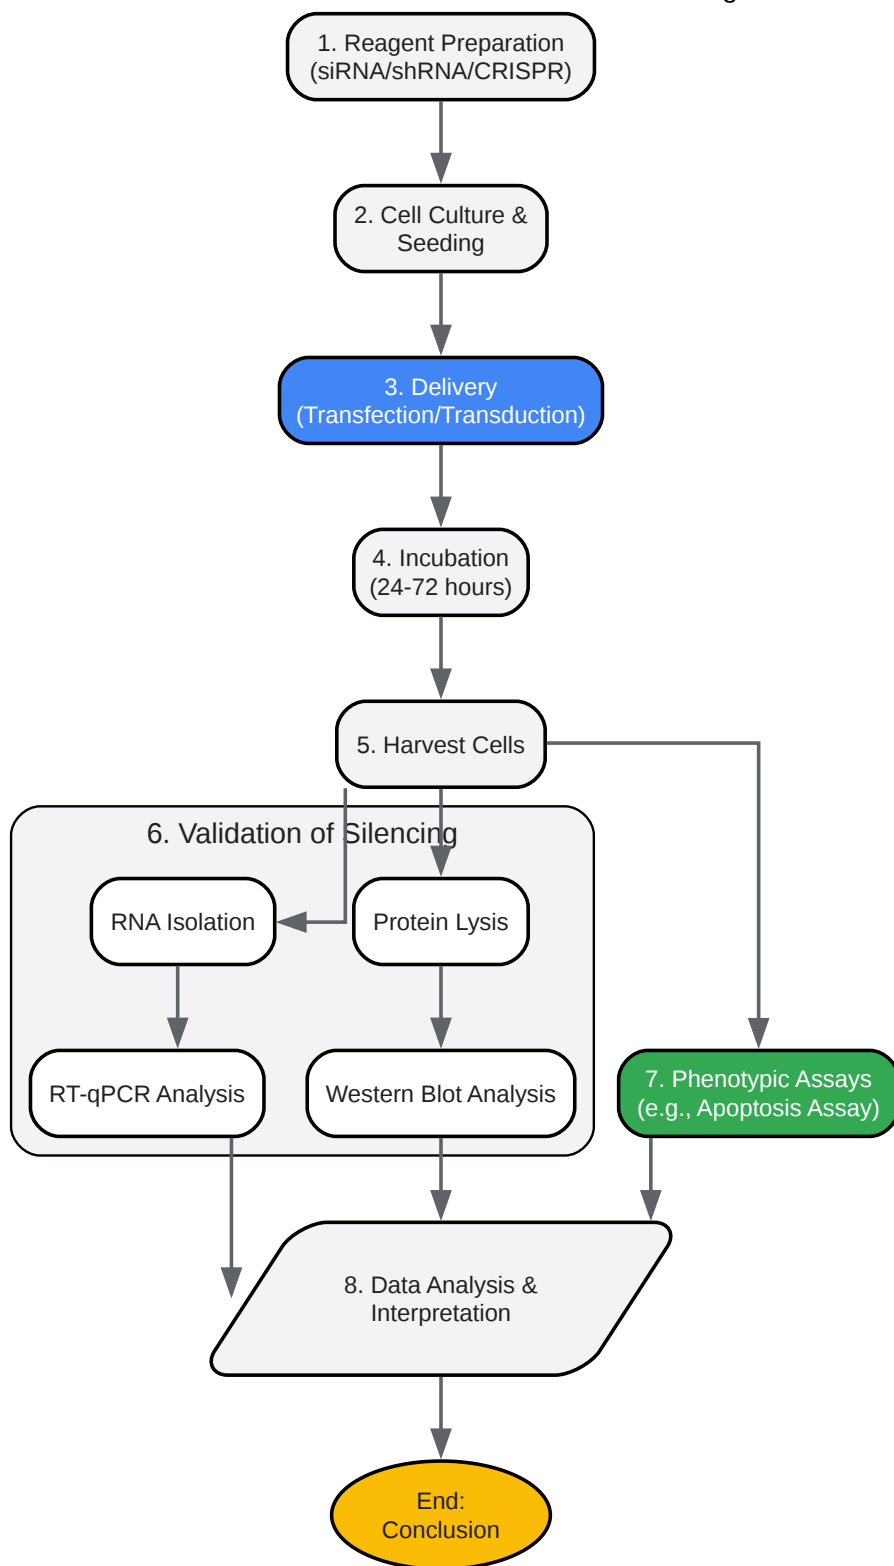 1. Reagent Preparation
(siRNA/shRNA/CRISPR)
2. Cell Culture &
Seeding
3. Delivery
(Transfection/Transduction)
4. Incubation
(24-72 hours)
5. Harvest Cells
6. Validation of Silencing
RNA Isolation
Protein Lysis
RT-qPCR Analysis
Western Blot Analysis
7. Phenotypic Assays
(e.g., Apoptosis Assay)
8. Data Analysis &
Interpretation
End:
Conclusion